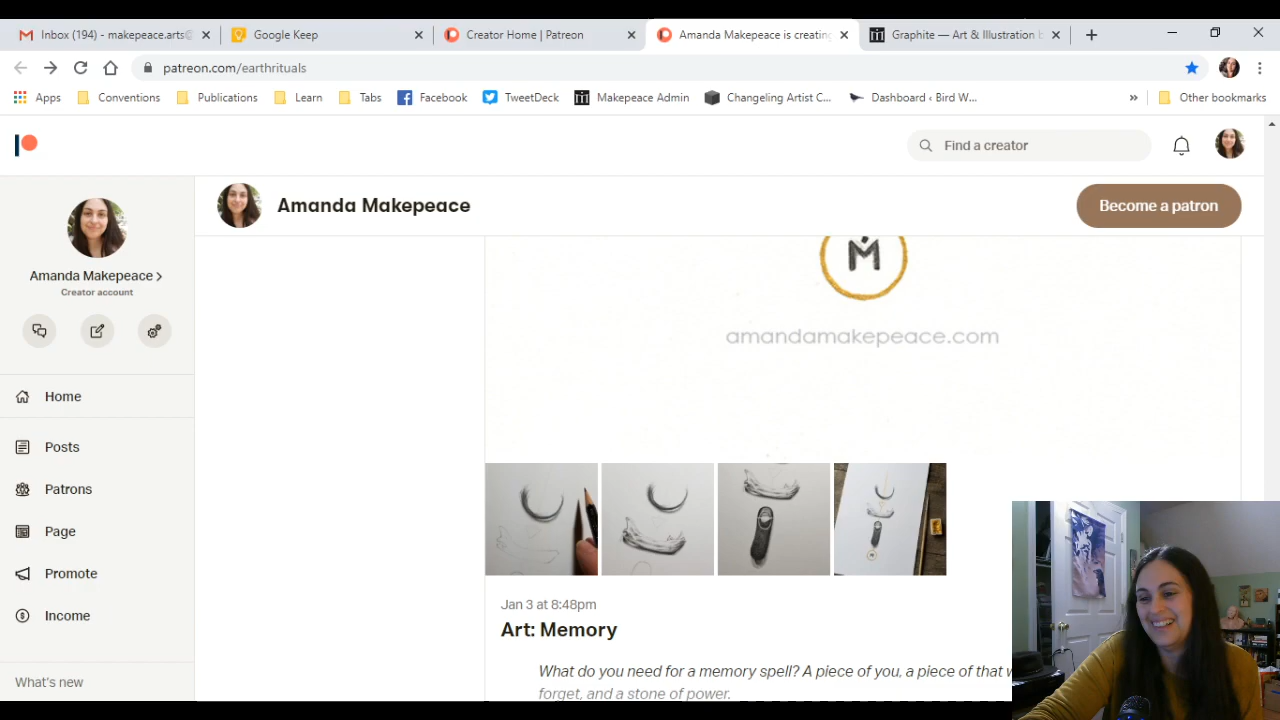 Inbox (194) - makepeace.arts@
Google Keep
Creator Home | Patreon
Amanda Makepeace is creating
Graphite — Art & Illustration b
patreon.com/earthrituals
Apps
Conventions
Publications
Learn
Tabs
Facebook
TweetDeck
Makepeace Admin
Changeling Artist C...
Dashboard ‹ Bird W...
»
Other bookmarks
Find a creator
Amanda Makepeace
Become a patron
Amanda Makepeace >
Creator account
Home
Posts
Patrons
Page
Promote
Income
What's new
M
amandamakepeace.com
Jan 3 at 8:48pm
Art: Memory
What do you need for a memory spell? A piece of you, a piece of that w
forget, and a stone of power.